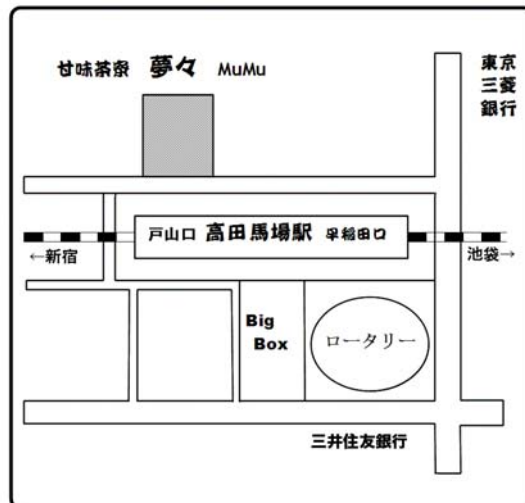 甘味茶寮 夢々 MuMu
東京
三菱
銀行
戸山口 高田馬場駅 早稲田口
←新宿
池袋→
Big
Box
ロータリー
三井住友銀行